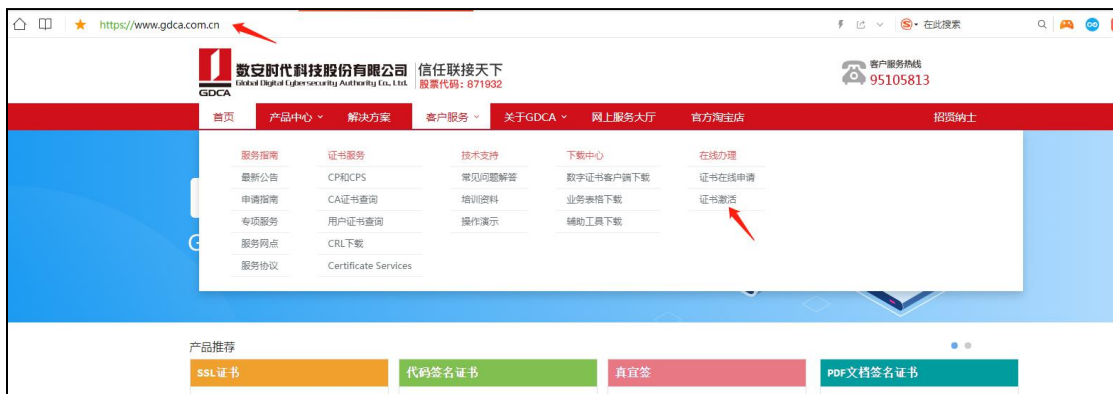 https://www.gdca.com.cn
在此搜索
数安时代科技股份有限公司
Global Digital Cybersecurity Authority Co., Ltd.
GDCA
信任联接天下
股票代码：871932
客户服务热线
95105813
首页 产品中心 解决方案 客户服务 关于GDCA 网上服务大厅 官方淘宝店 招贤纳士
服务指南 证书服务 技术支持 下载中心 在线办理
最新公告 CP和CPS 常见问题解答 数字证书客户端下载 证书在线申请
申请指南 CA证书查询 培训资料 业务表格下载 证书激活
专项服务 用户证书查询 操作演示 辅助工具下载
服务网点 CRL下载
服务协议 Certificate Services
产品推荐
SSL证书 代码签名证书 真宜签 PDF文档签名证书